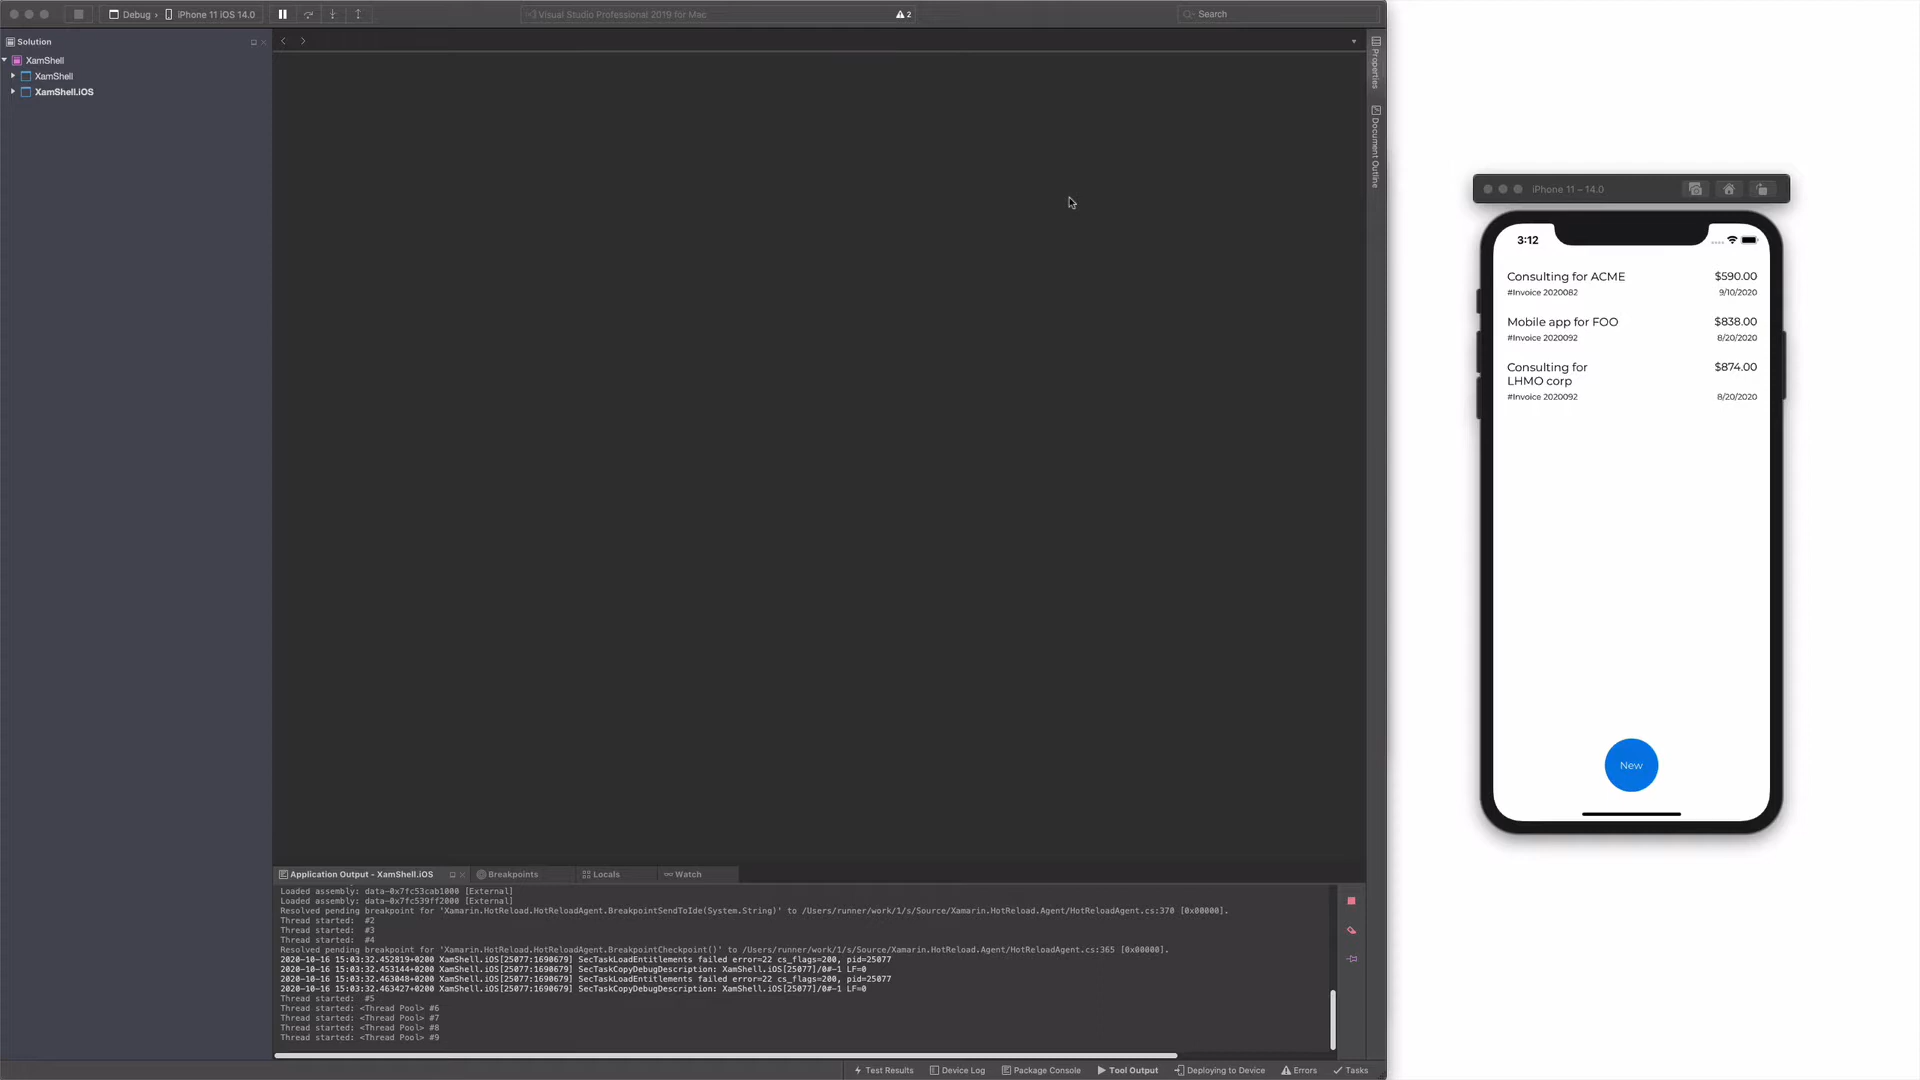 Debug › iPhone 11 iOS 14.0
Visual Studio Professional 2019 for Mac
2
Search
Solution
XamShell
XamShell
XamShell.iOS
Properties
Document Outline
iPhone 11 – 14.0
3:12
Consulting for ACME $590.00
#Invoice 2020082 9/10/2020
Mobile app for FOO $838.00
#Invoice 2020092 8/20/2020
Consulting for $874.00
LHMO corp
#Invoice 2020092 8/20/2020
New
Application Output - XamShell.iOS Breakpoints Locals Watch
Loaded assembly: data-0x7fc53cab1000 [External]
Loaded assembly: data-0x7fc539ff2000 [External]
Resolved pending breakpoint for 'Xamarin.HotReload.HotReloadAgent.BreakpointSendToIde(System.String)' to /Users/runner/work/1/s/Source/Xamarin.HotReload.Agent/HotReloadAgent.cs:370 [0x00000].
Thread started: #2
Thread started: #3
Thread started: #4
Resolved pending breakpoint for 'Xamarin.HotReload.HotReloadAgent.BreakpointCheckpoint()' to /Users/runner/work/1/s/Source/Xamarin.HotReload.Agent/HotReloadAgent.cs:365 [0x00000].
2020-10-16 15:03:32.452819+0200 XamShell.iOS[25077:1690679] SecTaskLoadEntitlements failed error=22 cs_flags=200, pid=25077
2020-10-16 15:03:32.453144+0200 XamShell.iOS[25077:1690679] SecTaskCopyDebugDescription: XamShell.iOS[25077]/0#-1 LF=0
2020-10-16 15:03:32.463048+0200 XamShell.iOS[25077:1690679] SecTaskLoadEntitlements failed error=22 cs_flags=200, pid=25077
2020-10-16 15:03:32.463427+0200 XamShell.iOS[25077:1690679] SecTaskCopyDebugDescription: XamShell.iOS[25077]/0#-1 LF=0
Thread started: #5
Thread started: <Thread Pool> #6
Thread started: <Thread Pool> #7
Thread started: <Thread Pool> #8
Thread started: <Thread Pool> #9
Test Results Device Log Package Console Tool Output Deploying to Device Errors Tasks